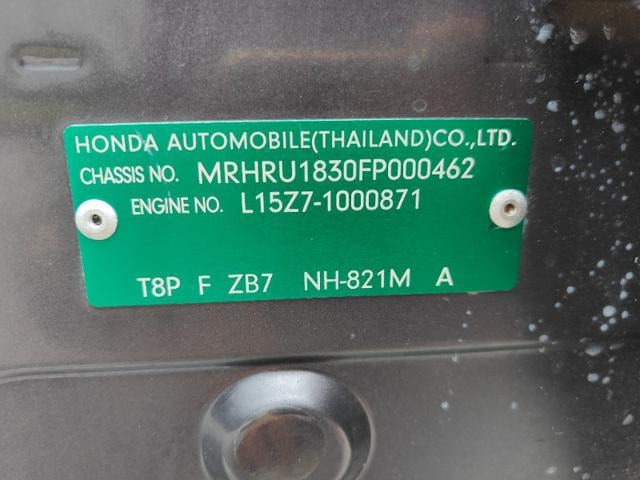 HONDA AUTOMOBILE(THAILAND)CO.,LTD.
CHASSIS NO. MRHRU1830FP000462
ENGINE NO. L15Z7-1000871
T8P F ZB7 NH-821M A